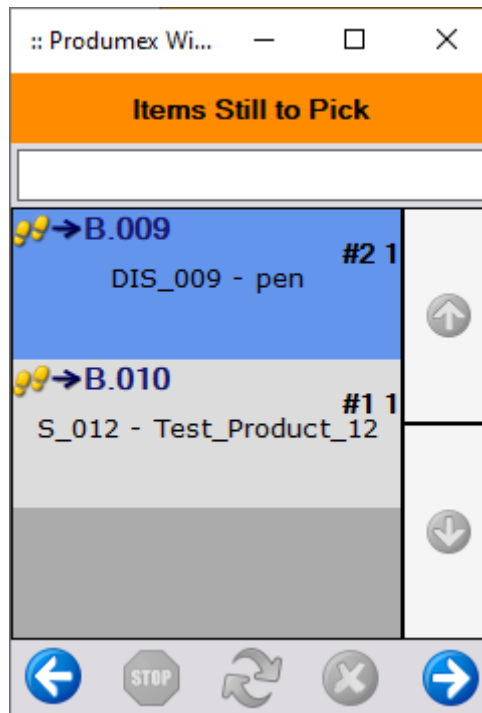 :: Produmex Wi...
Items Still to Pick
B.009
#2 1
DIS_009 - pen
B.010
#1 1
S_012 - Test_Product_12
STOP